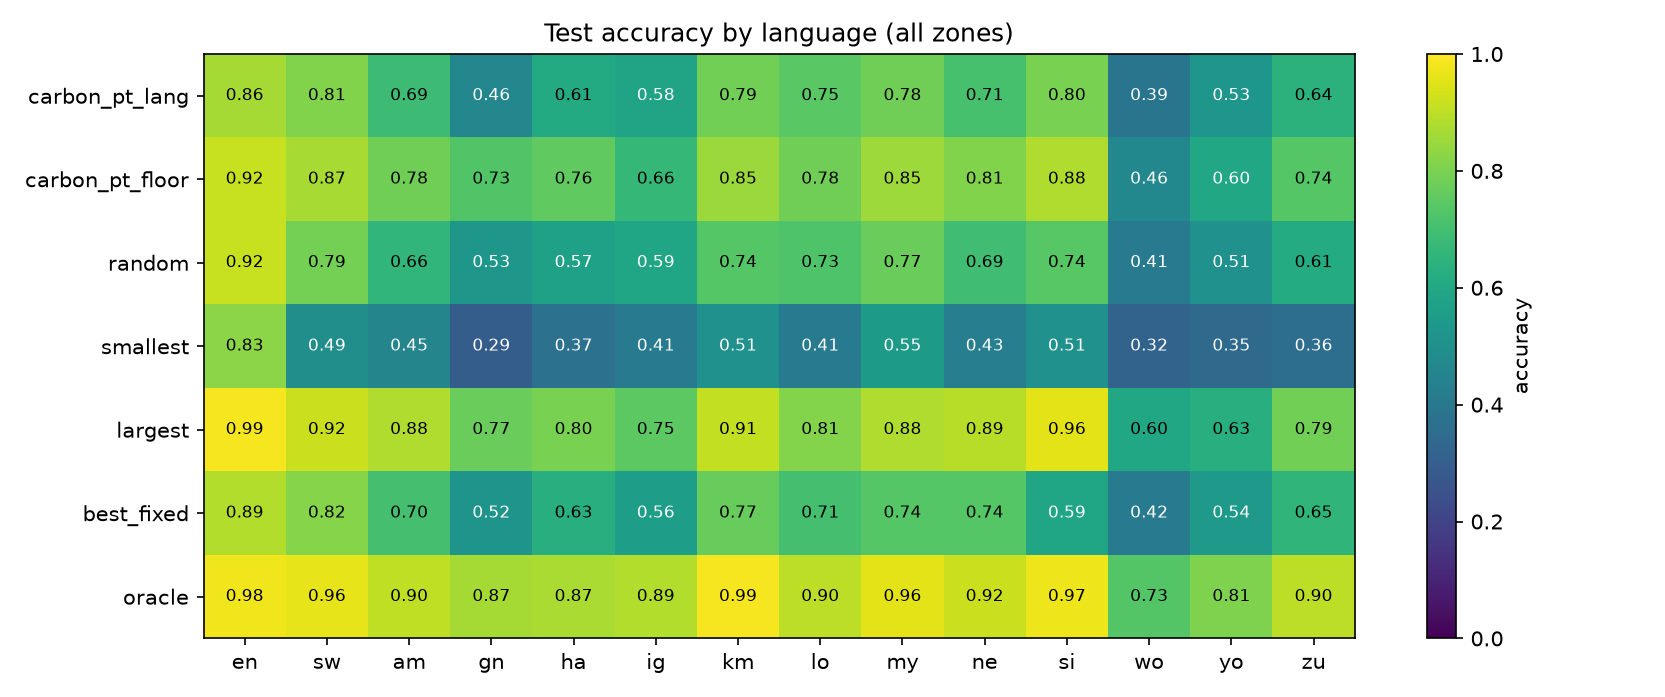 Test accuracy by language (all zones)
carbon_pt_lang 0.86 0.81 0.69 0.46 0.61 0.58 0.79 0.75 0.78 0.71 0.80 0.39 0.53 0.64
carbon_pt_floor 0.92 0.87 0.78 0.73 0.76 0.66 0.85 0.78 0.85 0.81 0.88 0.46 0.60 0.74
random 0.92 0.79 0.66 0.53 0.57 0.59 0.74 0.73 0.77 0.69 0.74 0.41 0.51 0.61
smallest 0.83 0.49 0.45 0.29 0.37 0.41 0.51 0.41 0.55 0.43 0.51 0.32 0.35 0.36
largest 0.99 0.92 0.88 0.77 0.80 0.75 0.91 0.81 0.88 0.89 0.96 0.60 0.63 0.79
best_fixed 0.89 0.82 0.70 0.52 0.63 0.56 0.77 0.71 0.74 0.74 0.59 0.42 0.54 0.65
oracle 0.98 0.96 0.90 0.87 0.87 0.89 0.99 0.90 0.96 0.92 0.97 0.73 0.81 0.90
en sw am gn ha ig km lo my ne si wo yo zu
1.0
0.8
0.6
0.4
0.2
0.0
accuracy